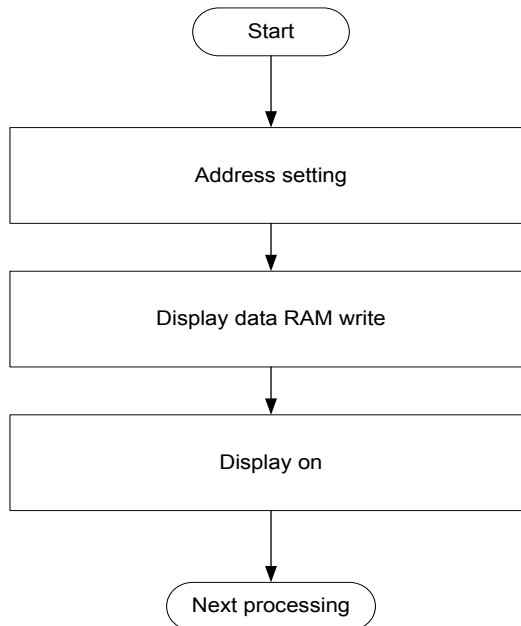 Start
Address setting
Display data RAM write
Display on
Next processing